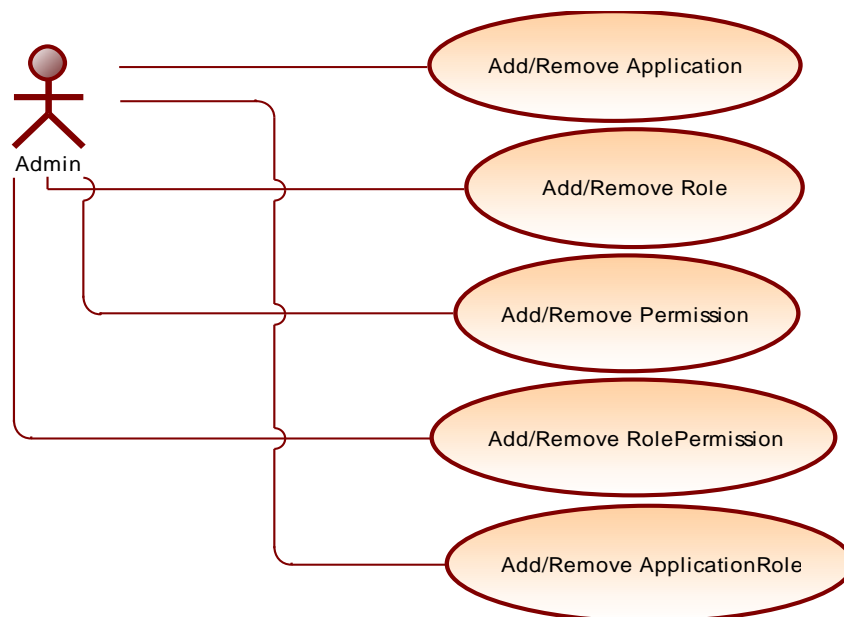 Add/Remove Application
Admin
Add/Remove Role
Add/Remove Permission
Add/Remove RolePermission
Add/Remove ApplicationRole